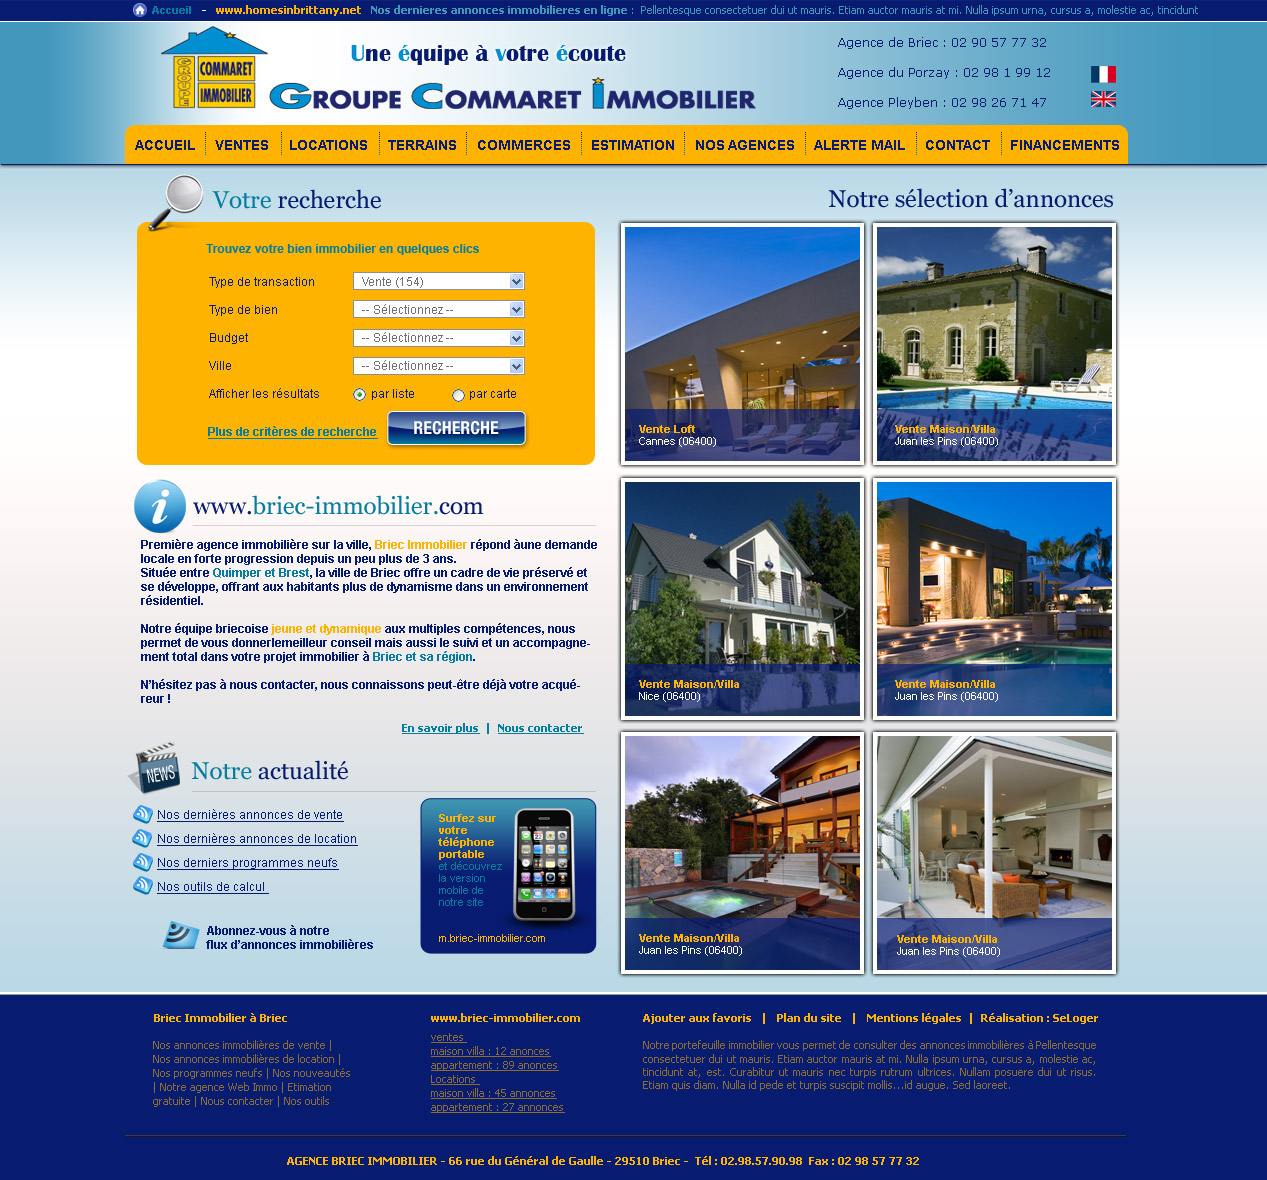 Accueil - www.homesinbrittany.net Nos dernieres annonces immobilieres en ligne : Pellentesque consectetuer dui ut mauris. Etiam auctor mauris at mi. Nulla ipsum urna, cursus a, molestie ac, tincidunt
Une équipe à votre écoute
GROUPE
COMMARET
IMMOBILIER
GROUPE COMMARET IMMOBILIER
Agence de Briec : 02 90 57 77 32
Agence du Porzay : 02 98 1 99 12
Agence Pleyben : 02 98 26 71 47
ACCUEIL VENTES LOCATIONS TERRAINS COMMERCES ESTIMATION NOS AGENCES ALERTE MAIL CONTACT FINANCEMENTS
Votre recherche
Trouvez votre bien immobilier en quelques clics
Type de transaction Vente (154)
Type de bien -- Sélectionnez --
Budget -- Sélectionnez --
Ville -- Sélectionnez --
Afficher les résultats par liste par carte
Plus de critères de recherche RECHERCHE
www.briec-immobilier.com
Première agence immobilière sur la ville, Briec Immobilier répond àune demande
locale en forte progression depuis un peu plus de 3 ans.
Située entre Quimper et Brest, la ville de Briec offre un cadre de vie préservé et
se développe, offrant aux habitants plus de dynamisme dans un environnement
résidentiel.
Notre équipe briecoise jeune et dynamique aux multiples compétences, nous
permet de vous donnerlemeilleur conseil mais aussi le suivi et un accompagne-
ment total dans votre projet immobilier à Briec et sa région.
N'hésitez pas à nous contacter, nous connaissons peut-être déjà votre acqué-
reur !
En savoir plus | Nous contacter
NEWS
Notre actualité
Nos dernières annonces de vente
Nos dernières annonces de location
Nos derniers programmes neufs
Nos outils de calcul
Abonnez-vous à notre
flux d'annonces immobilières
Surfez sur
votre
téléphone
portable
et découvrez
la version
mobile de
notre site
m.briec-immobilier.com
Notre sélection d'annonces
Vente Loft
Cannes (06400)
Vente Maison/Villa
Juan les Pins (06400)
Vente Maison/Villa
Nice (06400)
Vente Maison/Villa
Juan les Pins (06400)
Vente Maison/Villa
Juan les Pins (06400)
Vente Maison/Villa
Juan les Pins (06400)
Briec Immobilier à Briec
Nos annonces immobilières de vente |
Nos annonces immobilières de location |
Nos programmes neufs | Nos nouveautés
| Notre agence Web Immo | Etimation
gratuite | Nous contacter | Nos outils
www.briec-immobilier.com
ventes
maison villa : 12 anonces
appartement : 89 anonces
Locations
maison villa : 45 annonces
appartement : 27 annonces
Ajouter aux favoris | Plan du site | Mentions légales | Réalisation : SeLoger
Notre portefeuille immobilier vous permet de consulter des annonces immobilières à Pellentesque
consectetuer dui ut mauris. Etiam auctor mauris at mi. Nulla ipsum urna, cursus a, molestie ac,
tincidunt at, est. Curabitur ut mauris nec turpis rutrum ultrices. Nullam posuere dui ut risus.
Etiam quis diam. Nulla id pede et turpis suscipit mollis...id augue. Sed laoreet.
AGENCE BRIEC IMMOBILIER - 66 rue du Général de Gaulle - 29510 Briec - Tél : 02.98.57.90.98 Fax : 02 98 57 77 32